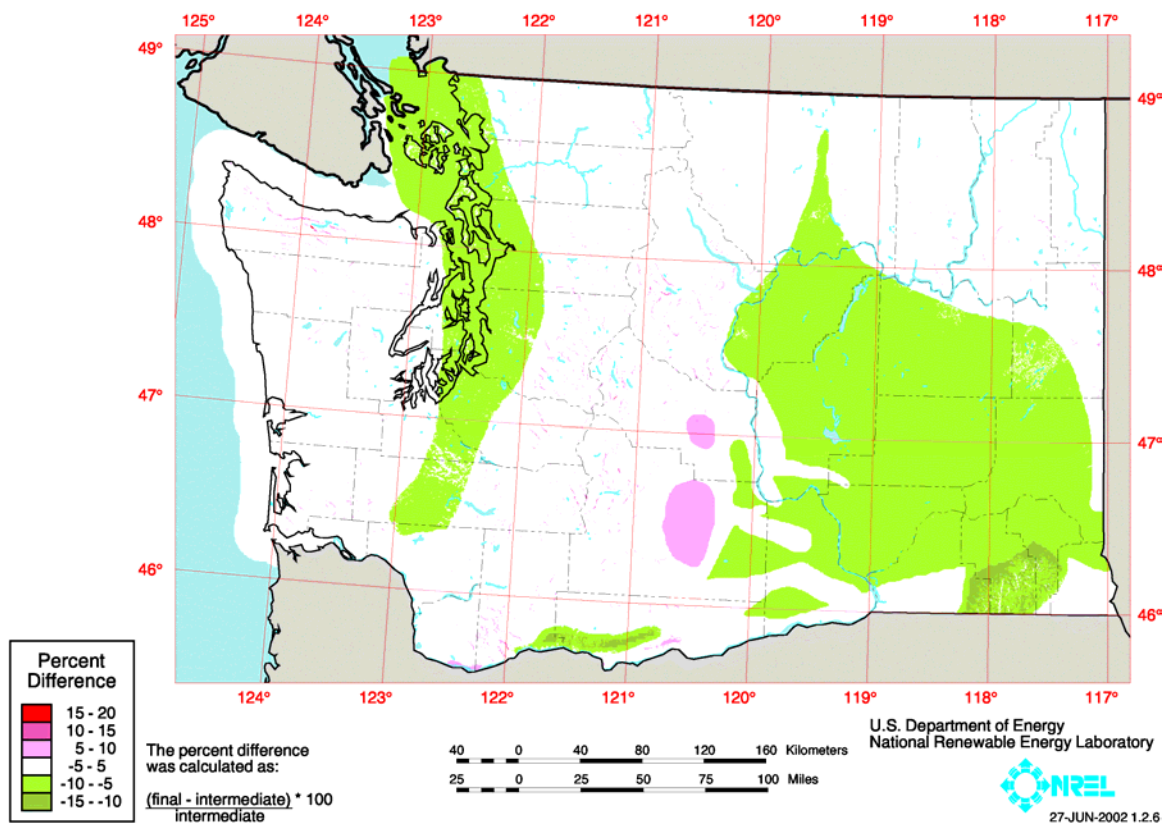 125° 124° 123° 122° 121° 120° 119° 118° 117°
49°
49°
48°
48°
47°
47°
46°
46°
124° 123° 122° 121° 120° 119° 118° 117°
Percent
Difference
15 - 20
10 - 15
5 - 10
-5 - 5
-10 - -5
-15 - -10
The percent difference
was calculated as:
(final - intermediate) * 100
intermediate
40 0 40 80 120 160 Kilometers
25 0 25 50 75 100 Miles
U.S. Department of Energy
National Renewable Energy Laboratory
NREL
27-JUN-2002 1.2.6